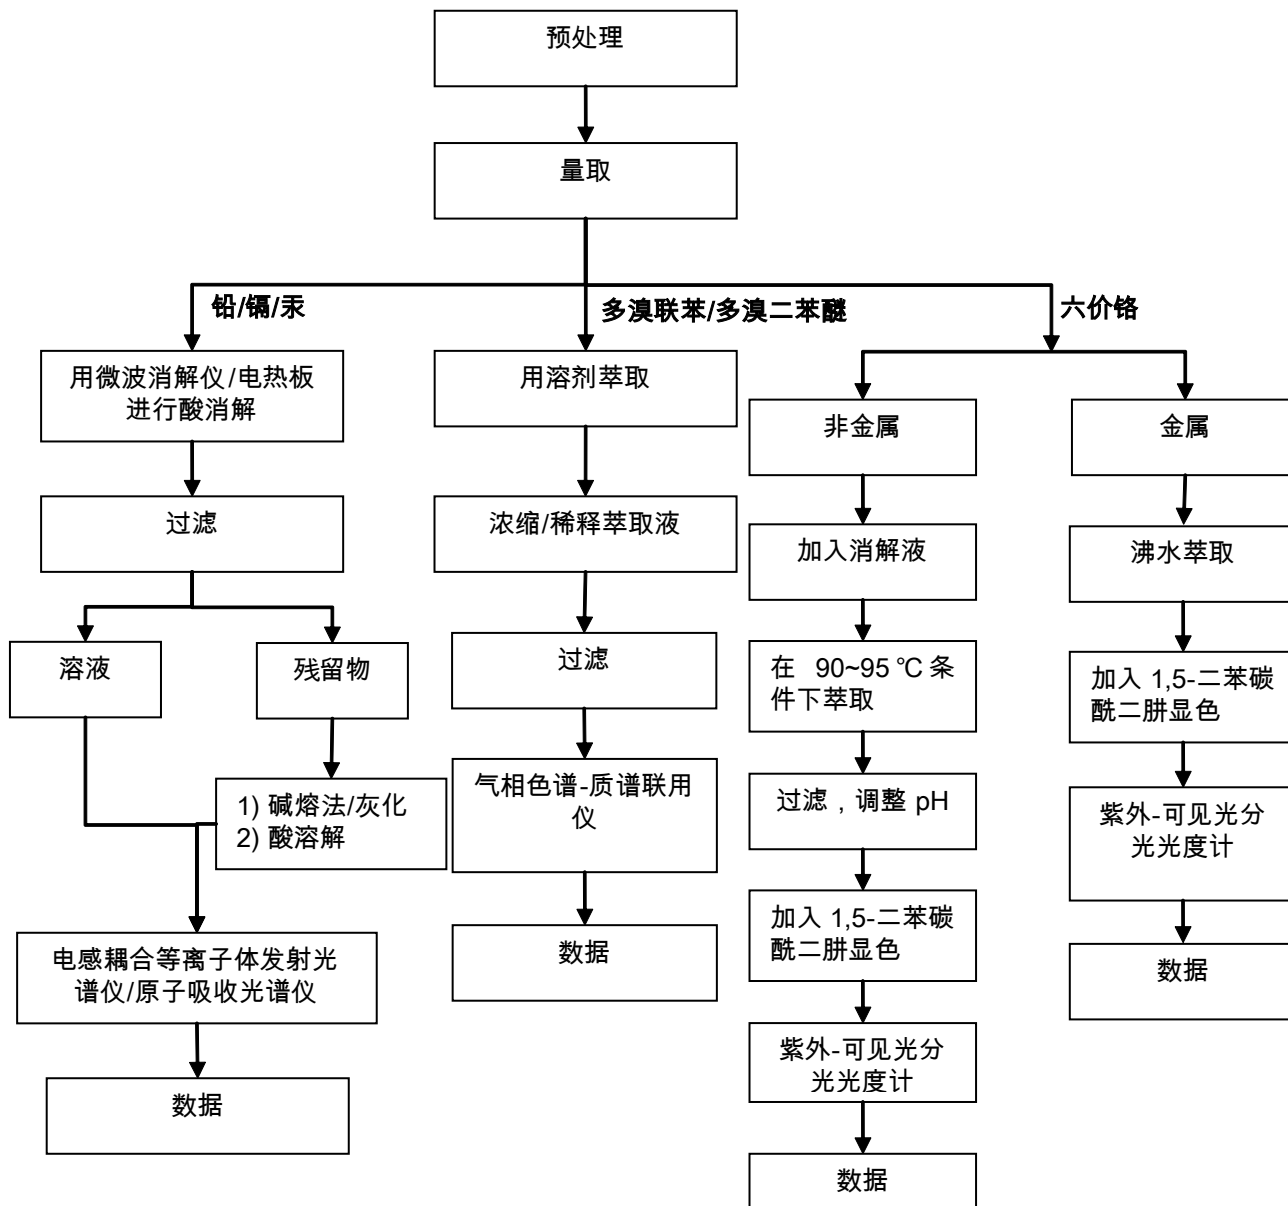 预处理
量取
铅/镉/汞
用微波消解仪/电热板
进行酸消解
过滤
溶液
残留物
1) 碱熔法/灰化
2) 酸溶解
电感耦合等离子体发射光
谱仪/原子吸收光谱仪
数据
多溴联苯/多溴二苯醚
用溶剂萃取
浓缩/稀释萃取液
过滤
气相色谱-质谱联用
仪
数据
六价铬
非金属
加入消解液
在 90~95 ℃ 条
件下萃取
过滤，调整 pH
加入 1,5-二苯碳
酰二肼显色
紫外-可见光分
光光度计
数据
金属
沸水萃取
加入 1,5-二苯碳
酰二肼显色
紫外-可见光分
光光度计
数据